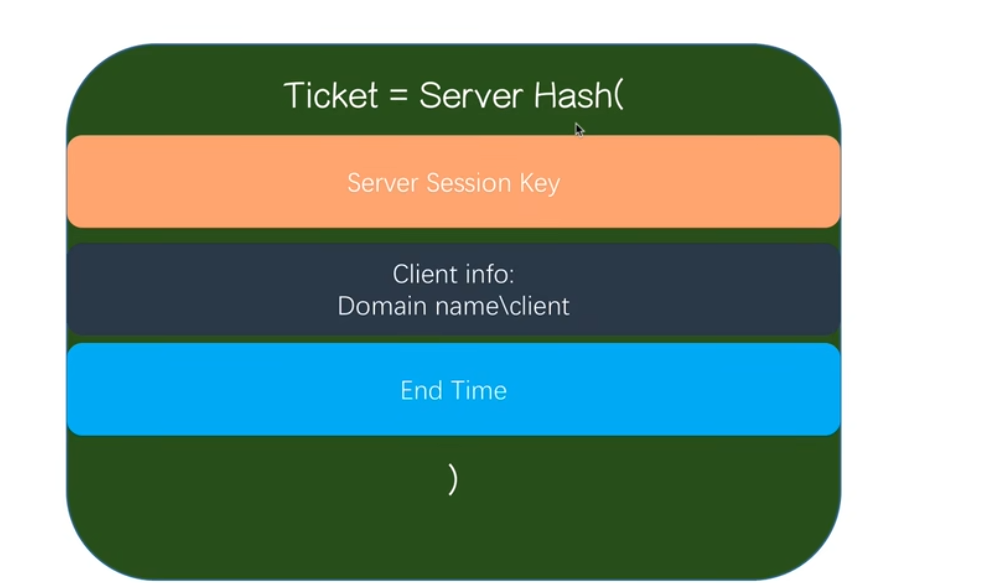 Ticket = Server Hash(
Server Session Key
Client info:
Domain name\client
End Time
)